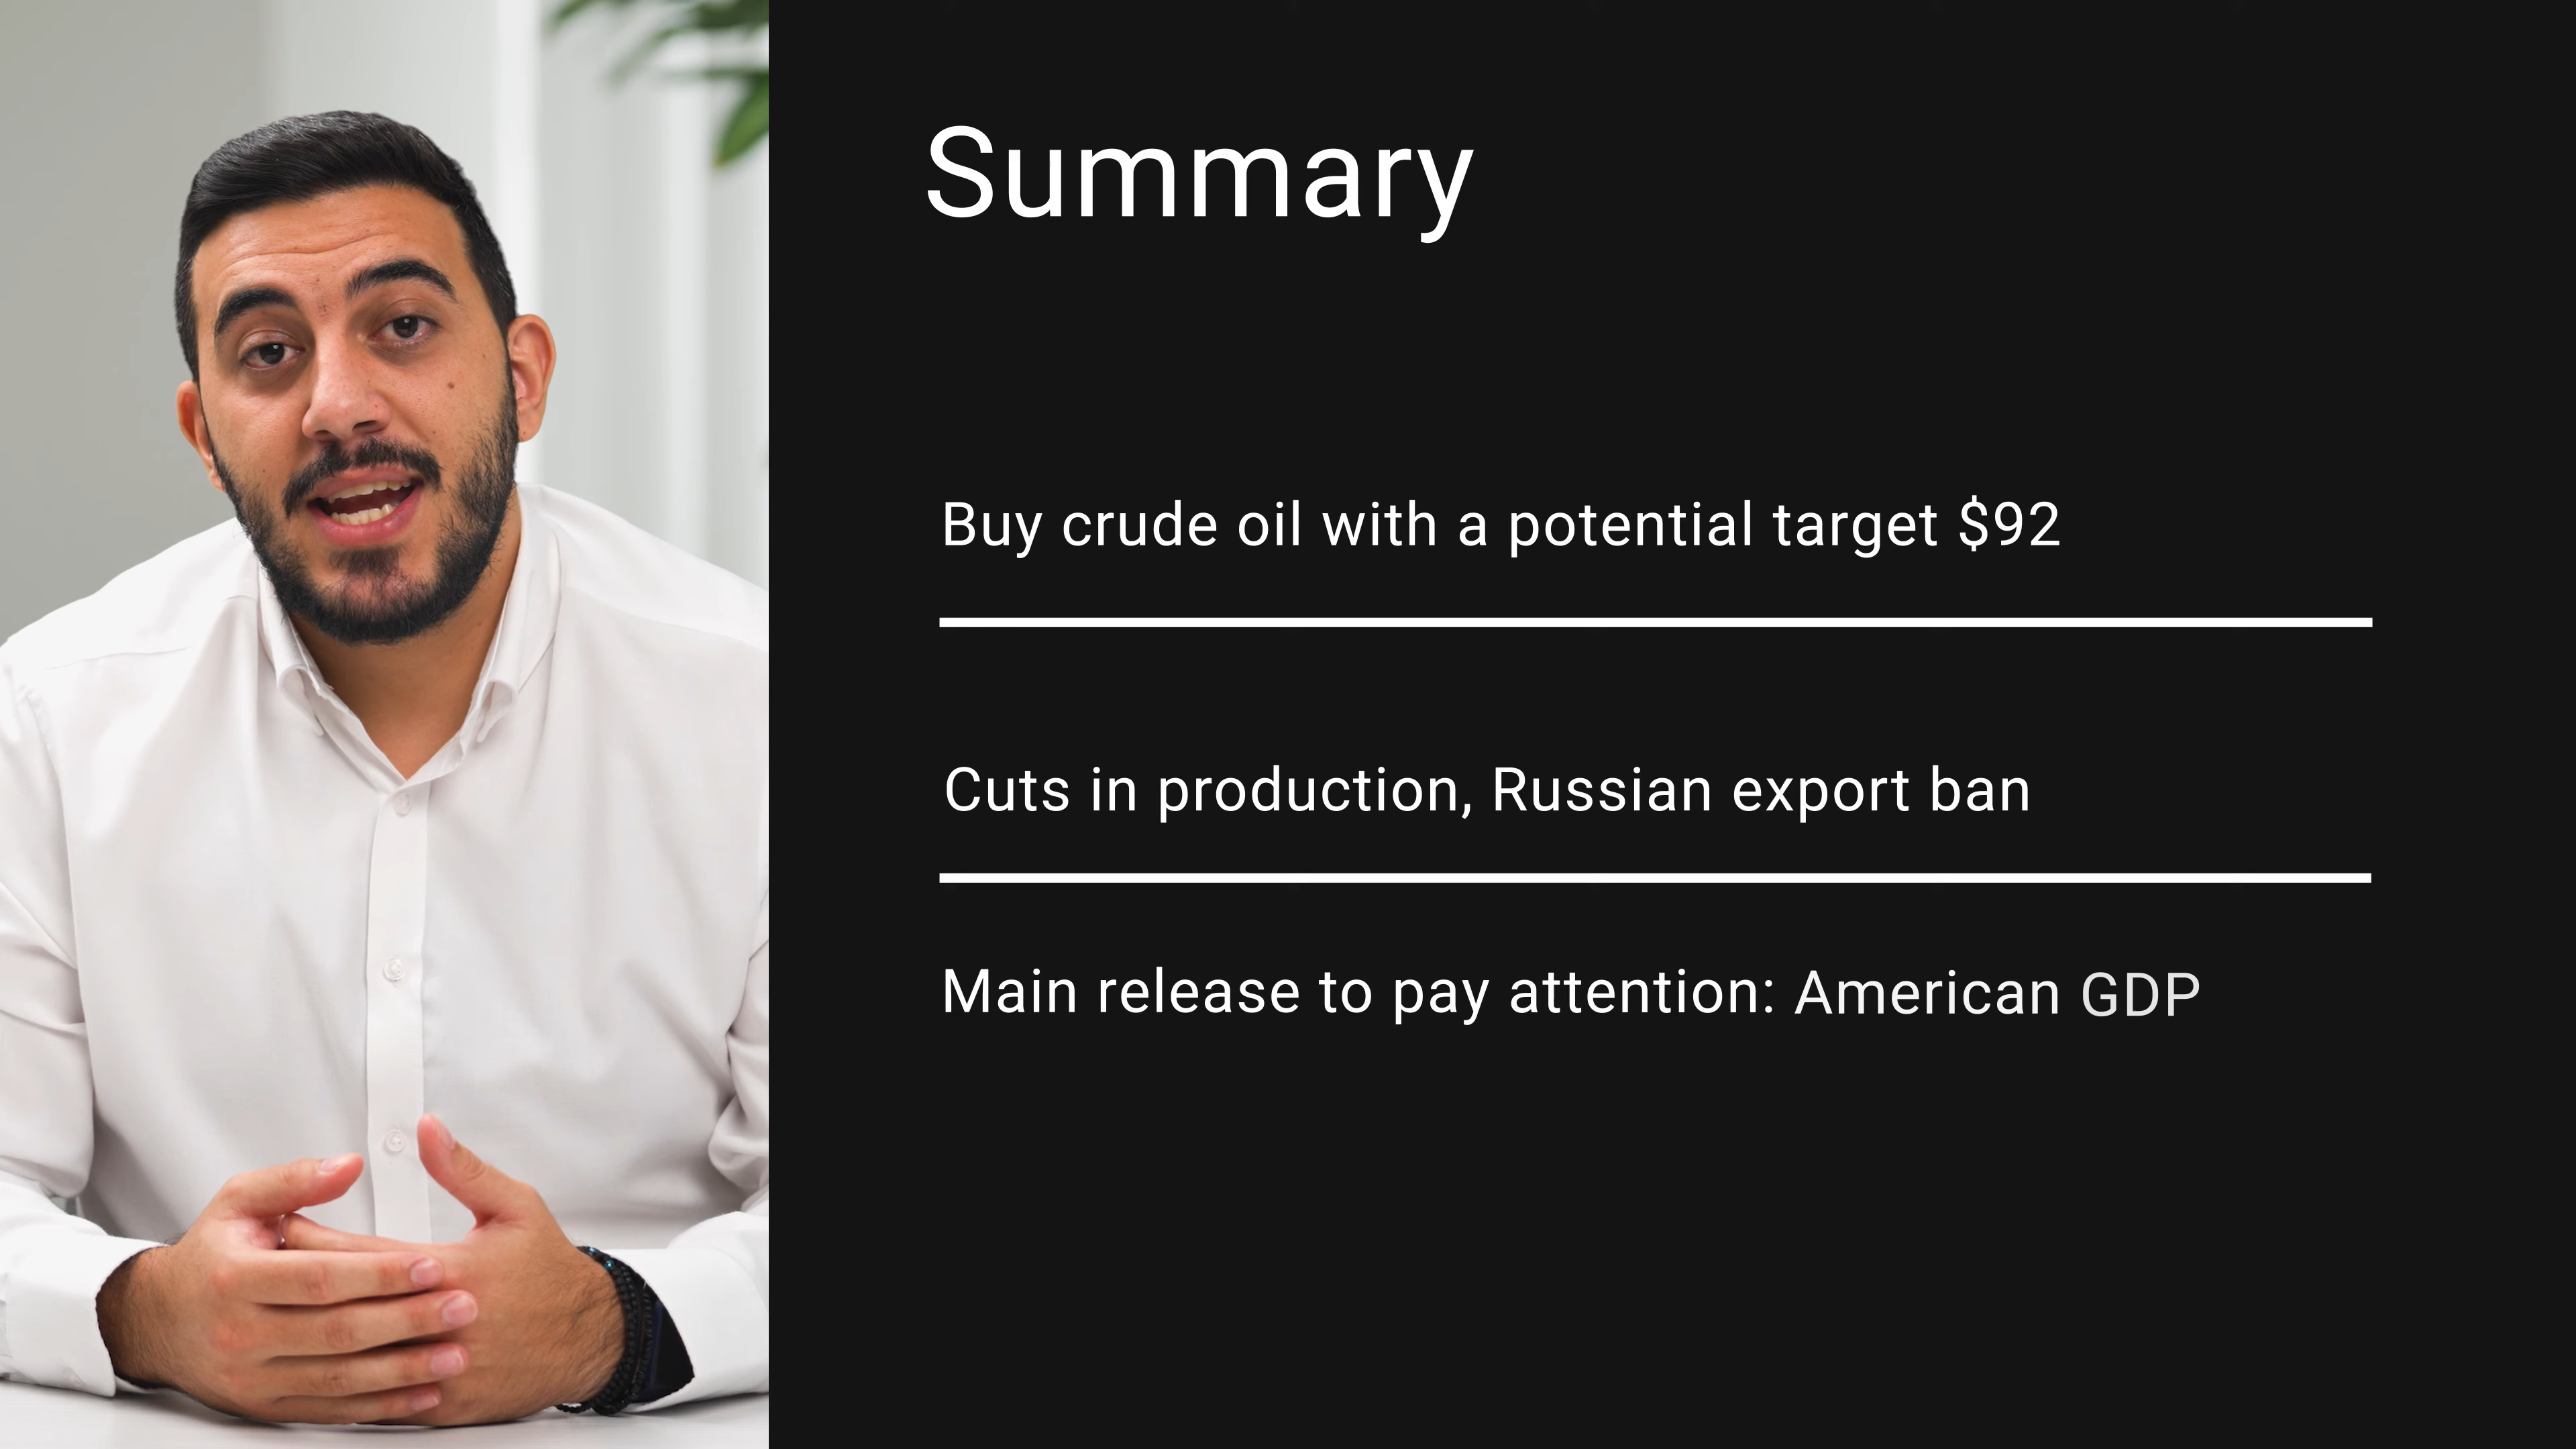 Summary
Buy crude oil with a potential target $92
Cuts in production, Russian export ban
Main release to pay attention: American GDP